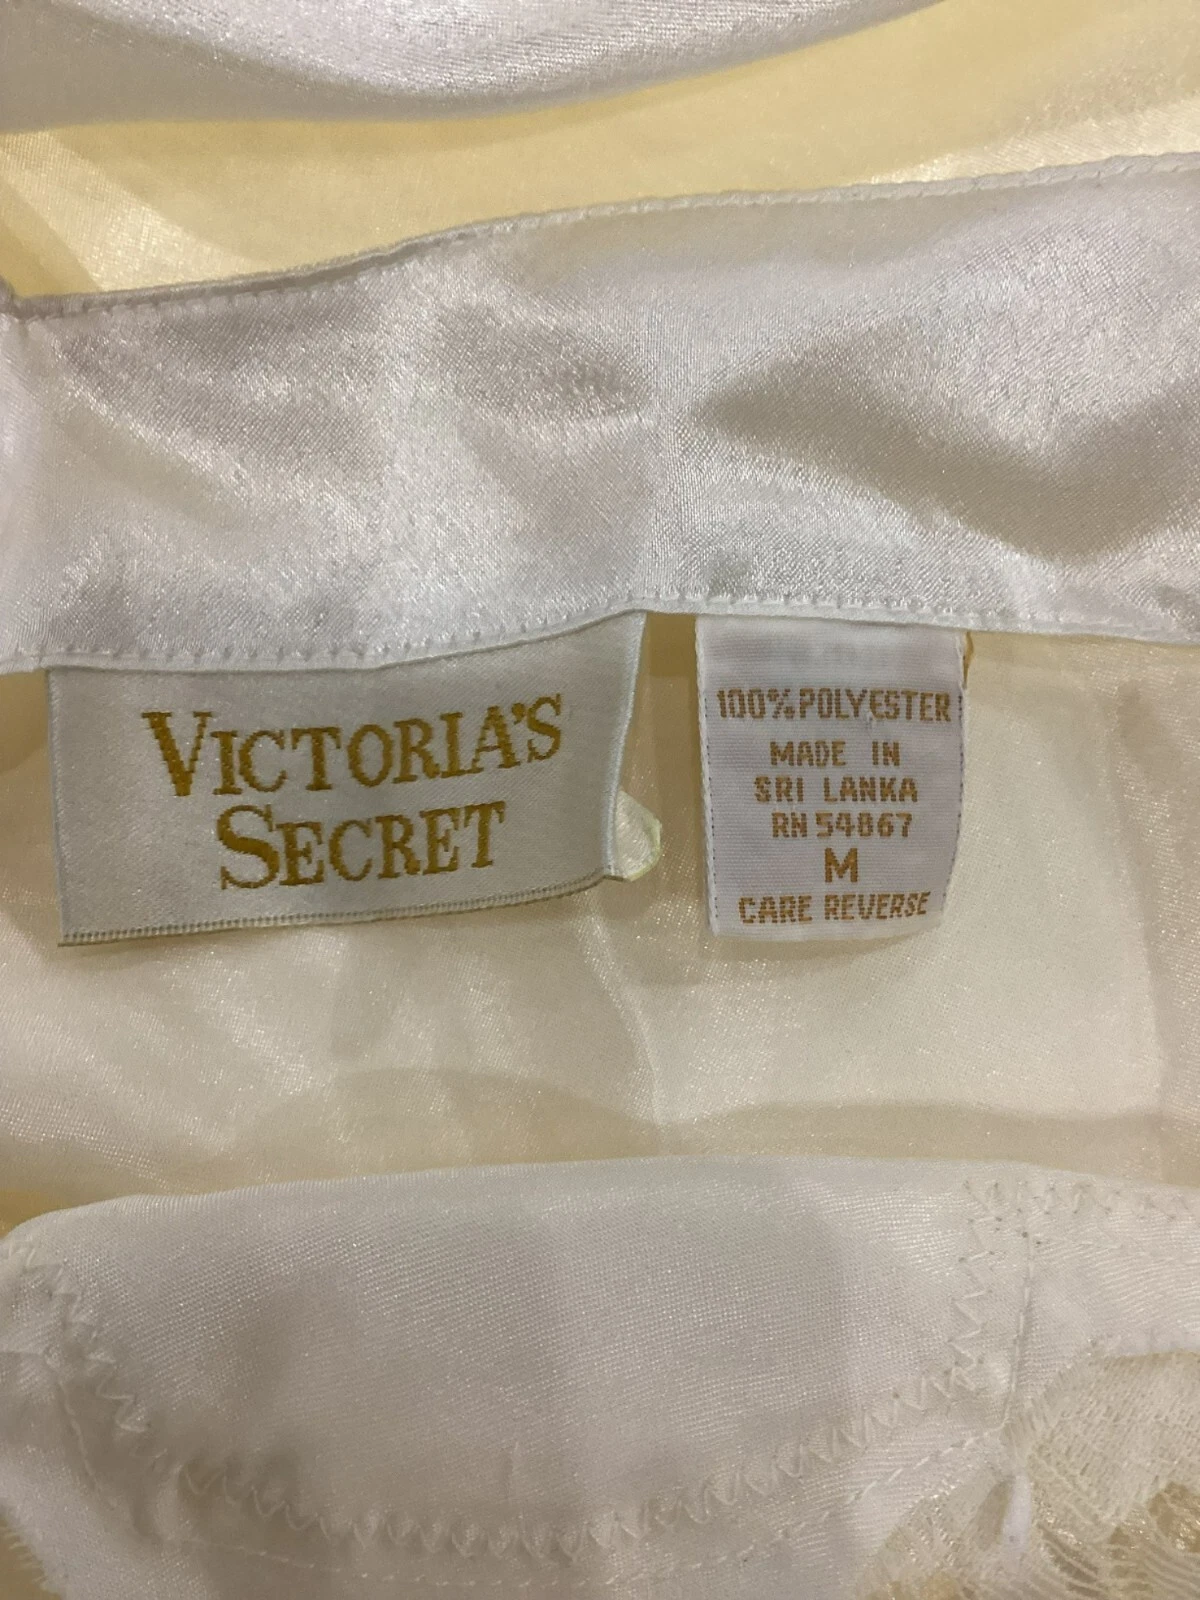 VICTORIA'S
SECRET
100% POLYESTER
MADE IN
SRI LANKA
RN 54867
M
CARE REVERSE